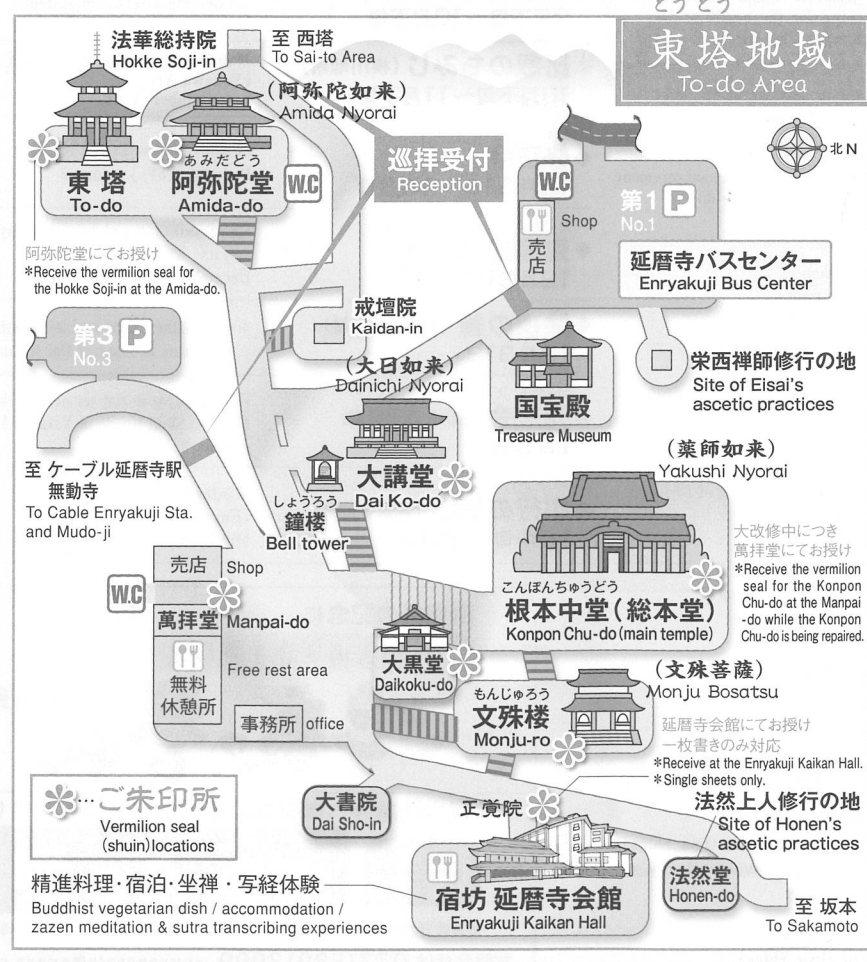 とうとう
東塔地域
To-do Area
法華総持院
Hokke Soji-in
至 西塔
To Sai-to Area
(阿弥陀如来)
Amida Nyorai
北 N
巡拝受付
Reception
東塔
To-do
あみだどう
阿弥陀堂
Amida-do
W.C
W.C
第1 P
No.1
Shop
売店
延暦寺バスセンター
Enryakuji Bus Center
阿弥陀堂にてお授け
*Receive the vermilion seal for
the Hokke Soji-in at the Amida-do.
戒壇院
Kaidan-in
第3 P
No.3
(大日如来)
Dainichi Nyorai
国宝殿
Treasure Museum
栄西禅師修行の地
Site of Eisai's
ascetic practices
大講堂
Dai Ko-do
(薬師如来)
Yakushi Nyorai
至 ケーブル延暦寺駅
無動寺
To Cable Enryakuji Sta.
and Mudo-ji
しょうろう
鐘楼
Bell tower
大改修中につき
萬拝堂にてお授け
*Receive the vermilion
seal for the Konpon
Chu-do at the Manpai
-do while the Konpon
Chu-do is being repaired.
売店
Shop
W.C
萬拝堂
Manpai-do
こんぽんちゅうどう
根本中堂(総本堂)
Konpon Chu-do(main temple)
無料
休憩所
Free rest area
大黒堂
Daikoku-do
(文殊菩薩)
Monju Bosatsu
もんじゅろう
文殊楼
Monju-ro
事務所
office
延暦寺会館にてお授け
一枚書きのみ対応
*Receive at the Enryakuji Kaikan Hall.
*Single sheets only.
…ご朱印所
Vermilion seal
(shuin)locations
大書院
Dai Sho-in
正覚院
法然上人修行の地
Site of Honen's
ascetic practices
法然堂
Honen-do
精進料理・宿泊・坐禅・写経体験
Buddhist vegetarian dish / accommodation /
zazen meditation & sutra transcribing experiences
宿坊 延暦寺会館
Enryakuji Kaikan Hall
至 坂本
To Sakamoto